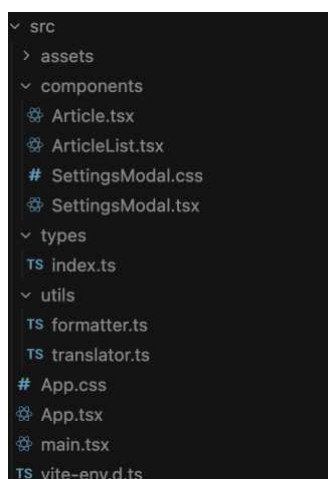 src
assets
components
Article.tsx
ArticleList.tsx
# SettingsModal.css
SettingsModal.tsx
types
TS index.ts
utils
TS formatter.ts
TS translator.ts
# App.css
App.tsx
main.tsx
TS vite-env.d.ts